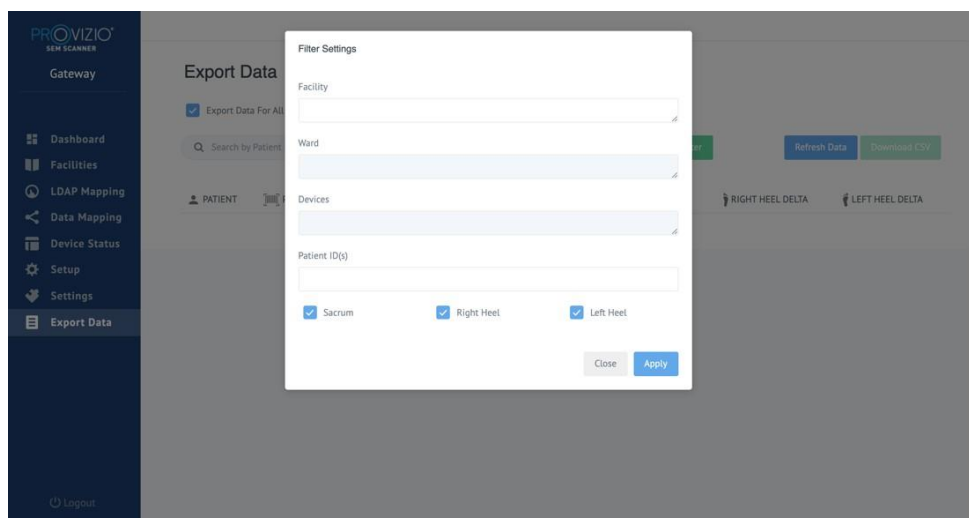 PROVIZIO®
SEM SCANNER
Gateway
Dashboard
Facilities
LDAP Mapping
Data Mapping
Device Status
Setup
Settings
Export Data
Logout
Export Data
Export Data For All
Search by Patient
Refresh Data
Download CSV
PATIENT
RIGHT HEEL DELTA
LEFT HEEL DELTA
Filter Settings
Facility
Ward
Devices
Patient ID(s)
Sacrum
Right Heel
Left Heel
Close
Apply